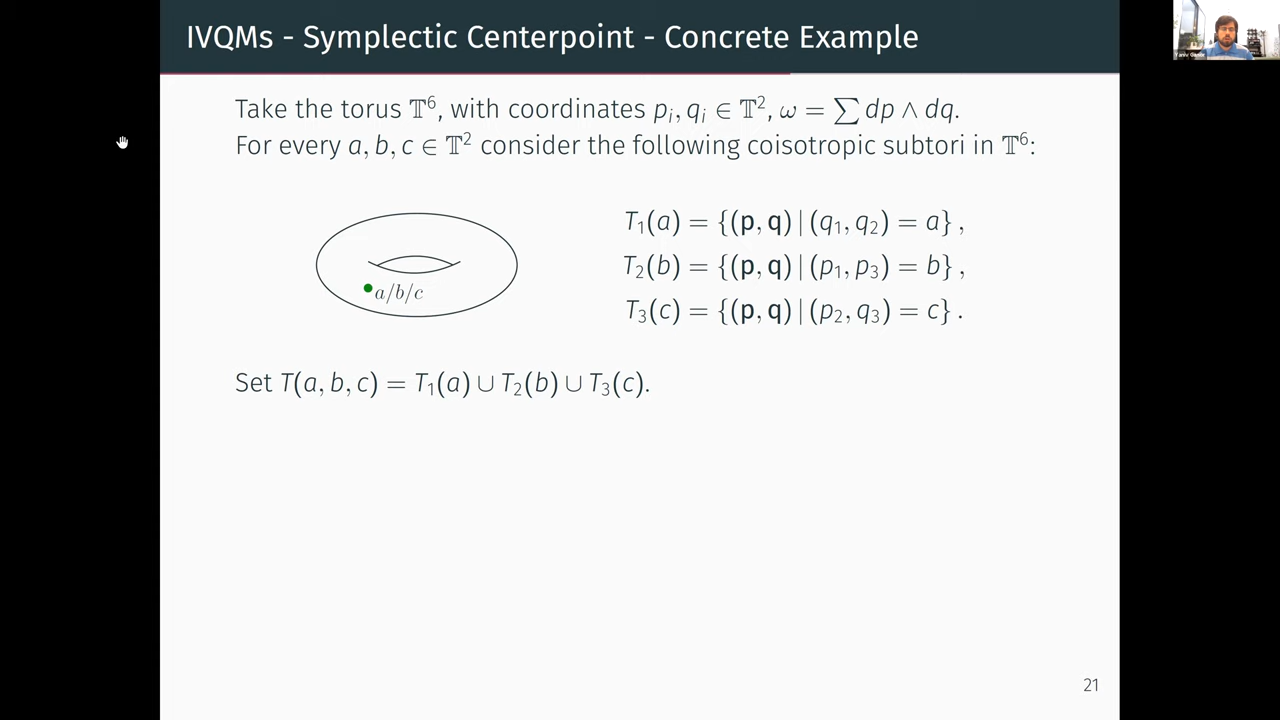 IVQMs - Symplectic Centerpoint - Concrete Example
Take the torus 𝕋⁶, with coordinates pᵢ, qᵢ ∈ 𝕋², ω = ∑ dp ∧ dq.
For every a, b, c ∈ 𝕋² consider the following coisotropic subtori in 𝕋⁶:
a/b/c
T₁(a) = {(p, q) | (q₁, q₂) = a} ,
T₂(b) = {(p, q) | (p₁, p₃) = b} ,
T₃(c) = {(p, q) | (p₂, q₃) = c} .
Set T(a, b, c) = T₁(a) ∪ T₂(b) ∪ T₃(c).
21